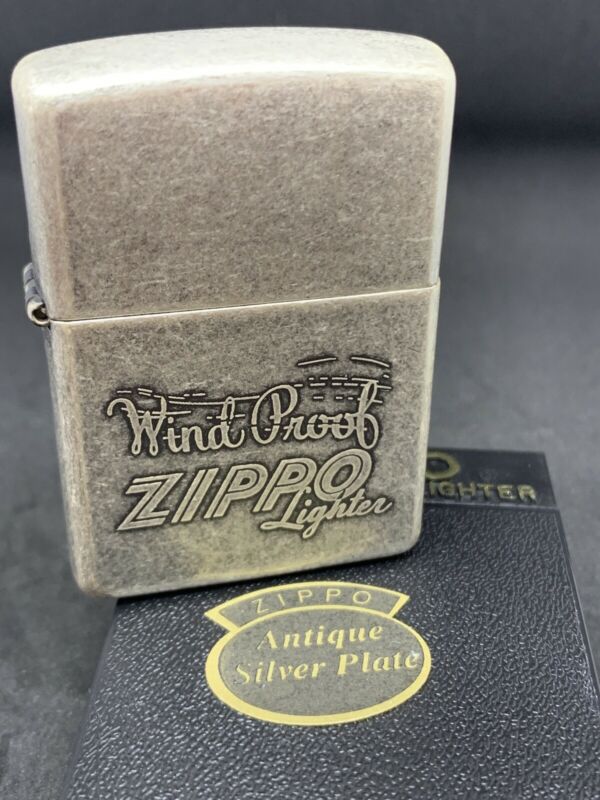 Wind Proof
ZIPPO
Lighter
LIGHTER
ZIPPO
Antique
Silver Plate